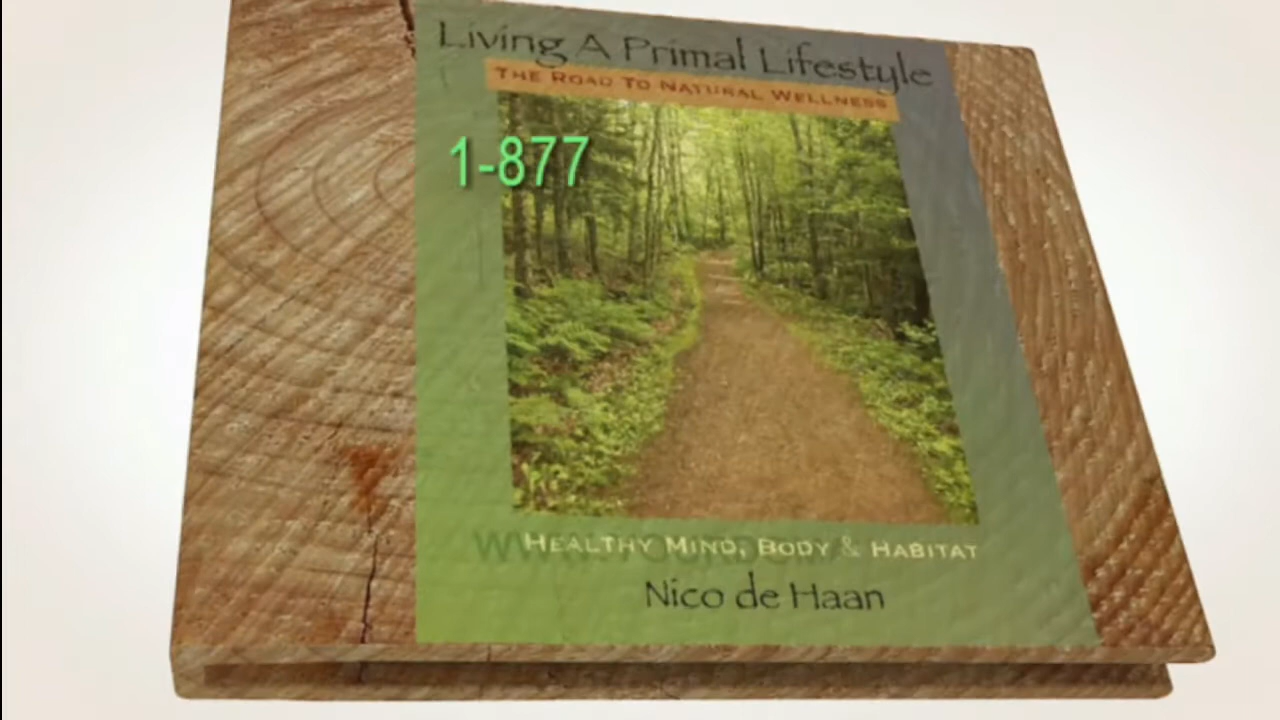 Living A Primal Lifestyle
The Road To Natural Wellness
1-877
Healthy Mind, Body & Habitat
Nico de Haan